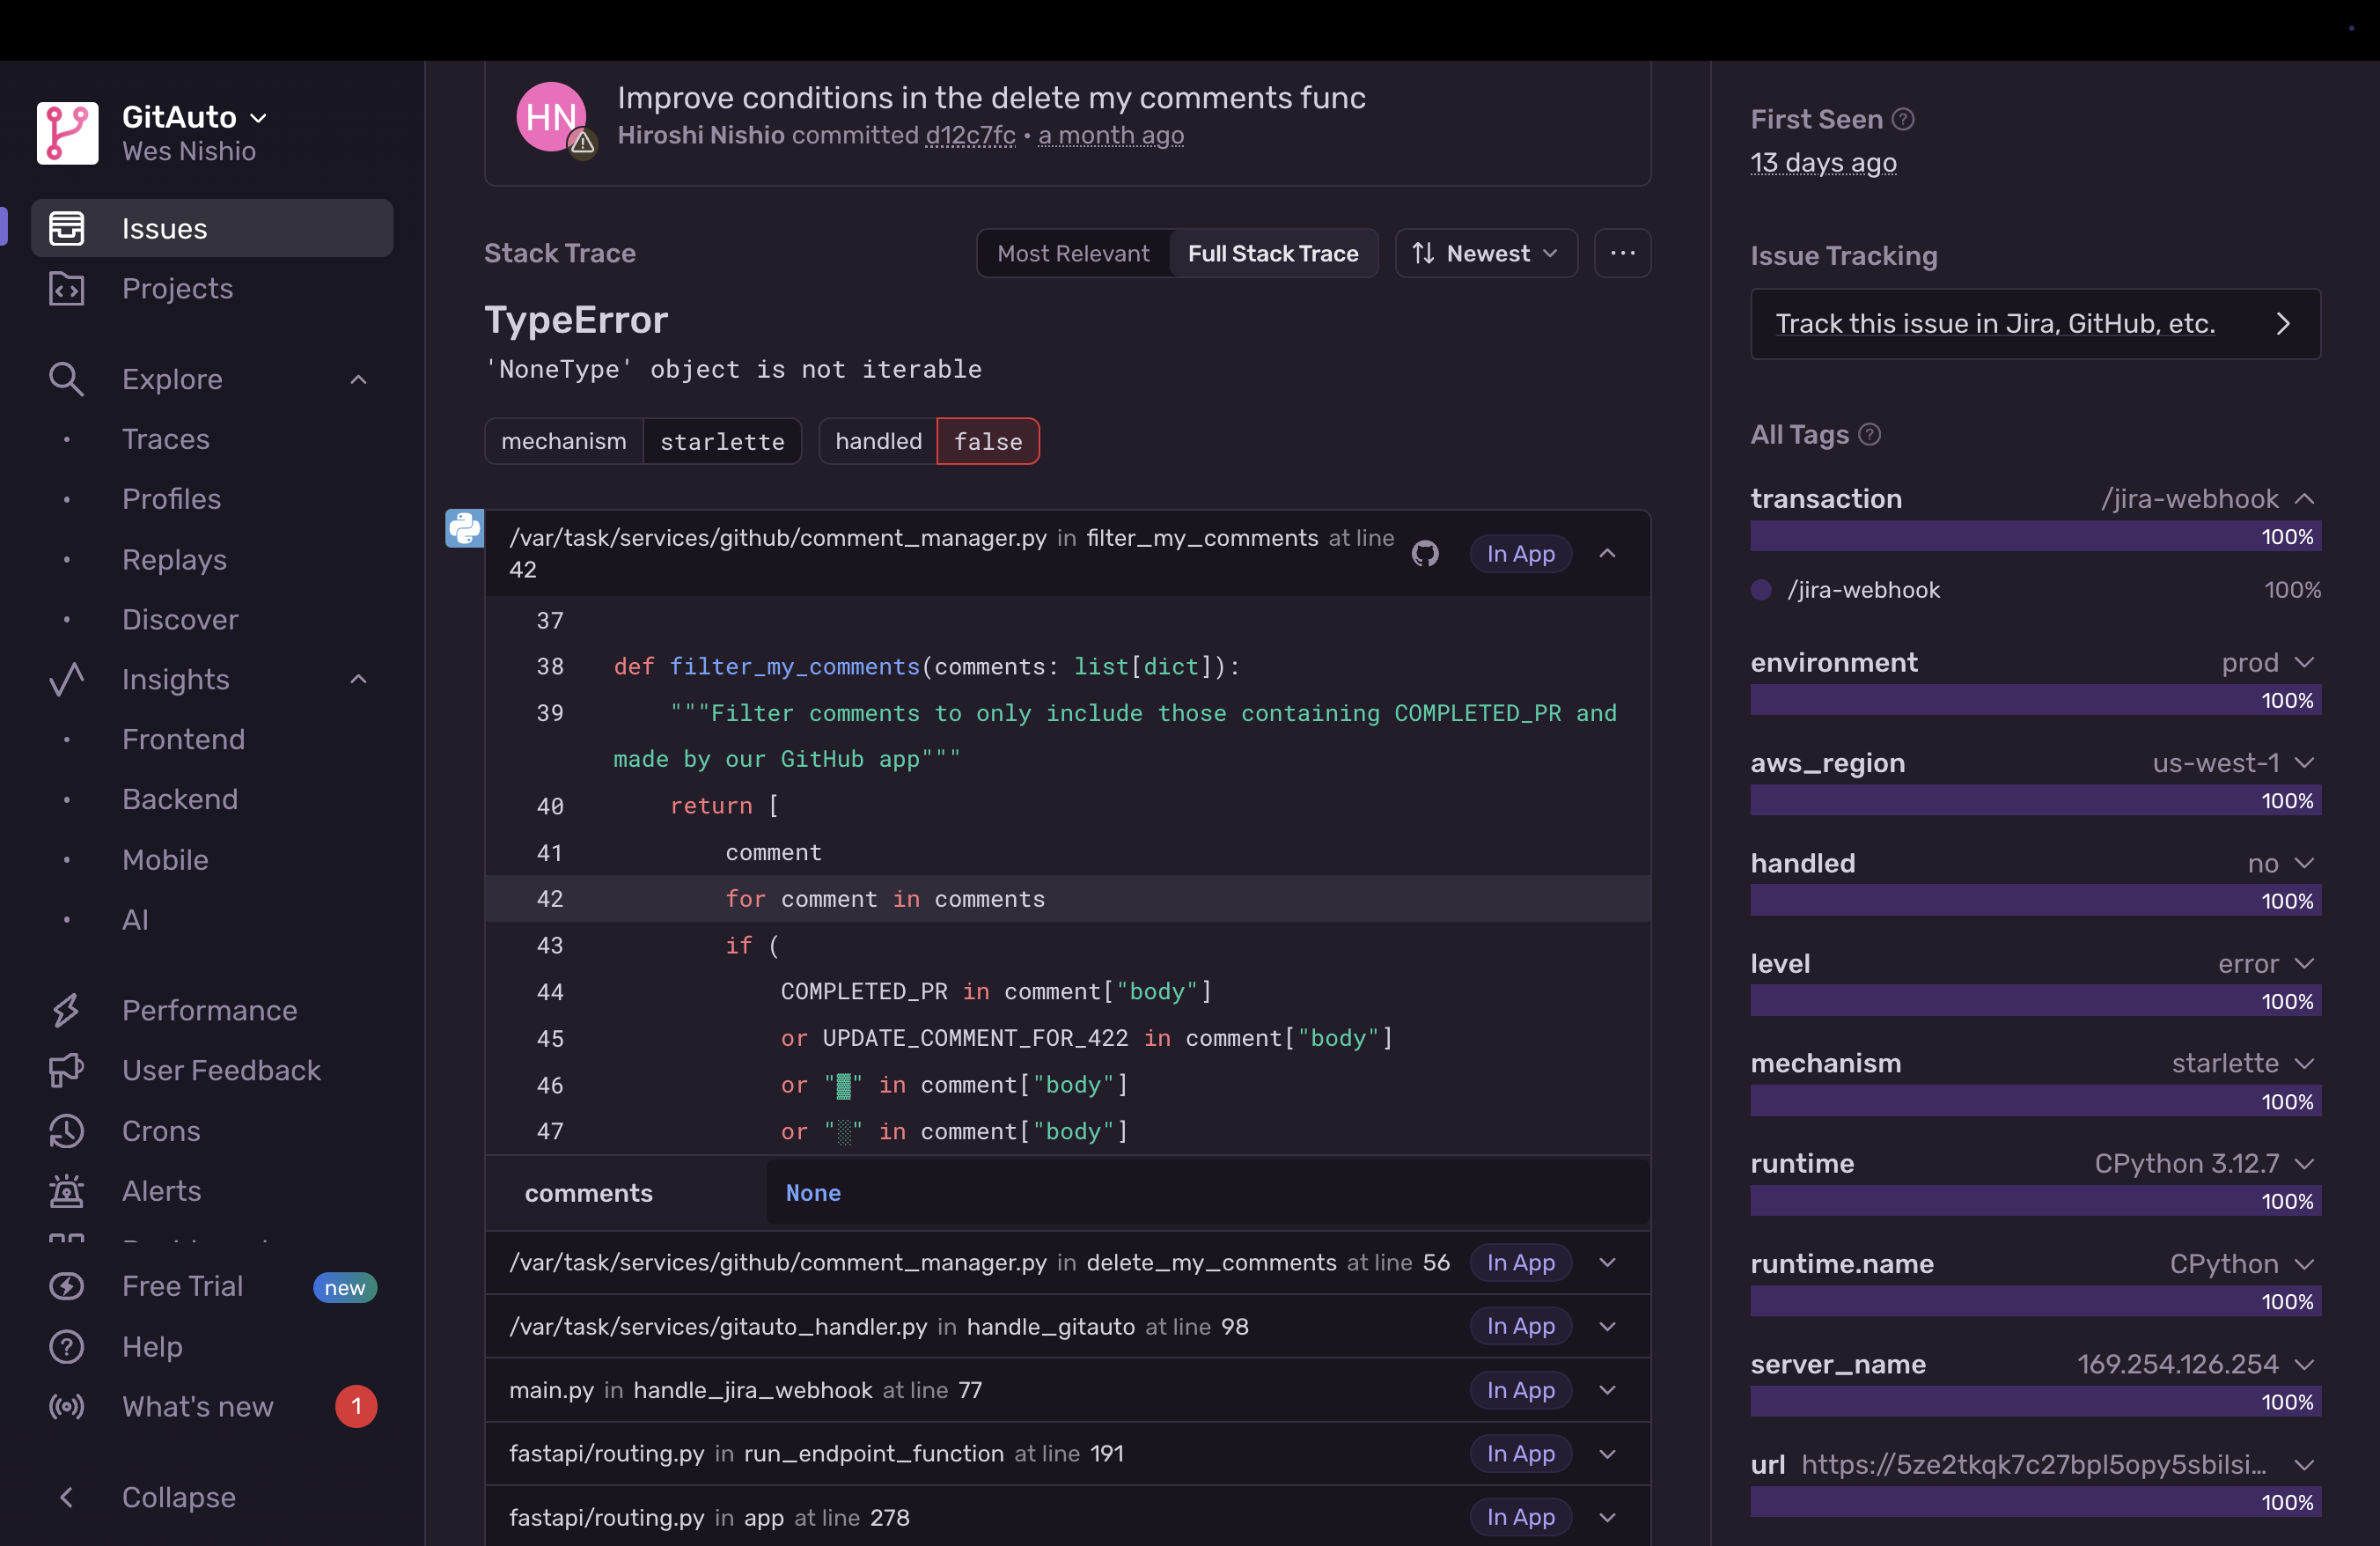 GitAuto
Wes Nishio
Issues
Projects
Explore
Traces
Profiles
Replays
Discover
Insights
Frontend
Backend
Mobile
AI
Performance
User Feedback
Crons
Alerts
Free Trial new
Help
What's new 1
Collapse
HN
Improve conditions in the delete my comments func
Hiroshi Nishio committed d12c7fc • a month ago
Stack Trace
Most Relevant Full Stack Trace Newest ...
TypeError
'NoneType' object is not iterable
mechanism starlette handled false
/var/task/services/github/comment_manager.py in filter_my_comments at line
42
In App
37
38 def filter_my_comments(comments: list[dict]):
39 """Filter comments to only include those containing COMPLETED_PR and
made by our GitHub app"""
40 return [
41 comment
42 for comment in comments
43 if (
44 COMPLETED_PR in comment["body"]
45 or UPDATE_COMMENT_FOR_422 in comment["body"]
46 or "▓" in comment["body"]
47 or "░" in comment["body"]
comments None
/var/task/services/github/comment_manager.py in delete_my_comments at line 56 In App
/var/task/services/gitauto_handler.py in handle_gitauto at line 98 In App
main.py in handle_jira_webhook at line 77 In App
fastapi/routing.py in run_endpoint_function at line 191 In App
fastapi/routing.py in app at line 278 In App
First Seen ?
13 days ago
Issue Tracking
Track this issue in Jira, GitHub, etc.
All Tags ?
transaction /jira-webhook
100%
/jira-webhook 100%
environment prod
100%
aws_region us-west-1
100%
handled no
100%
level error
100%
mechanism starlette
100%
runtime CPython 3.12.7
100%
runtime.name CPython
100%
server_name 169.254.126.254
100%
url https://5ze2tkqk7c27bpl5opy5sbilsi...
100%